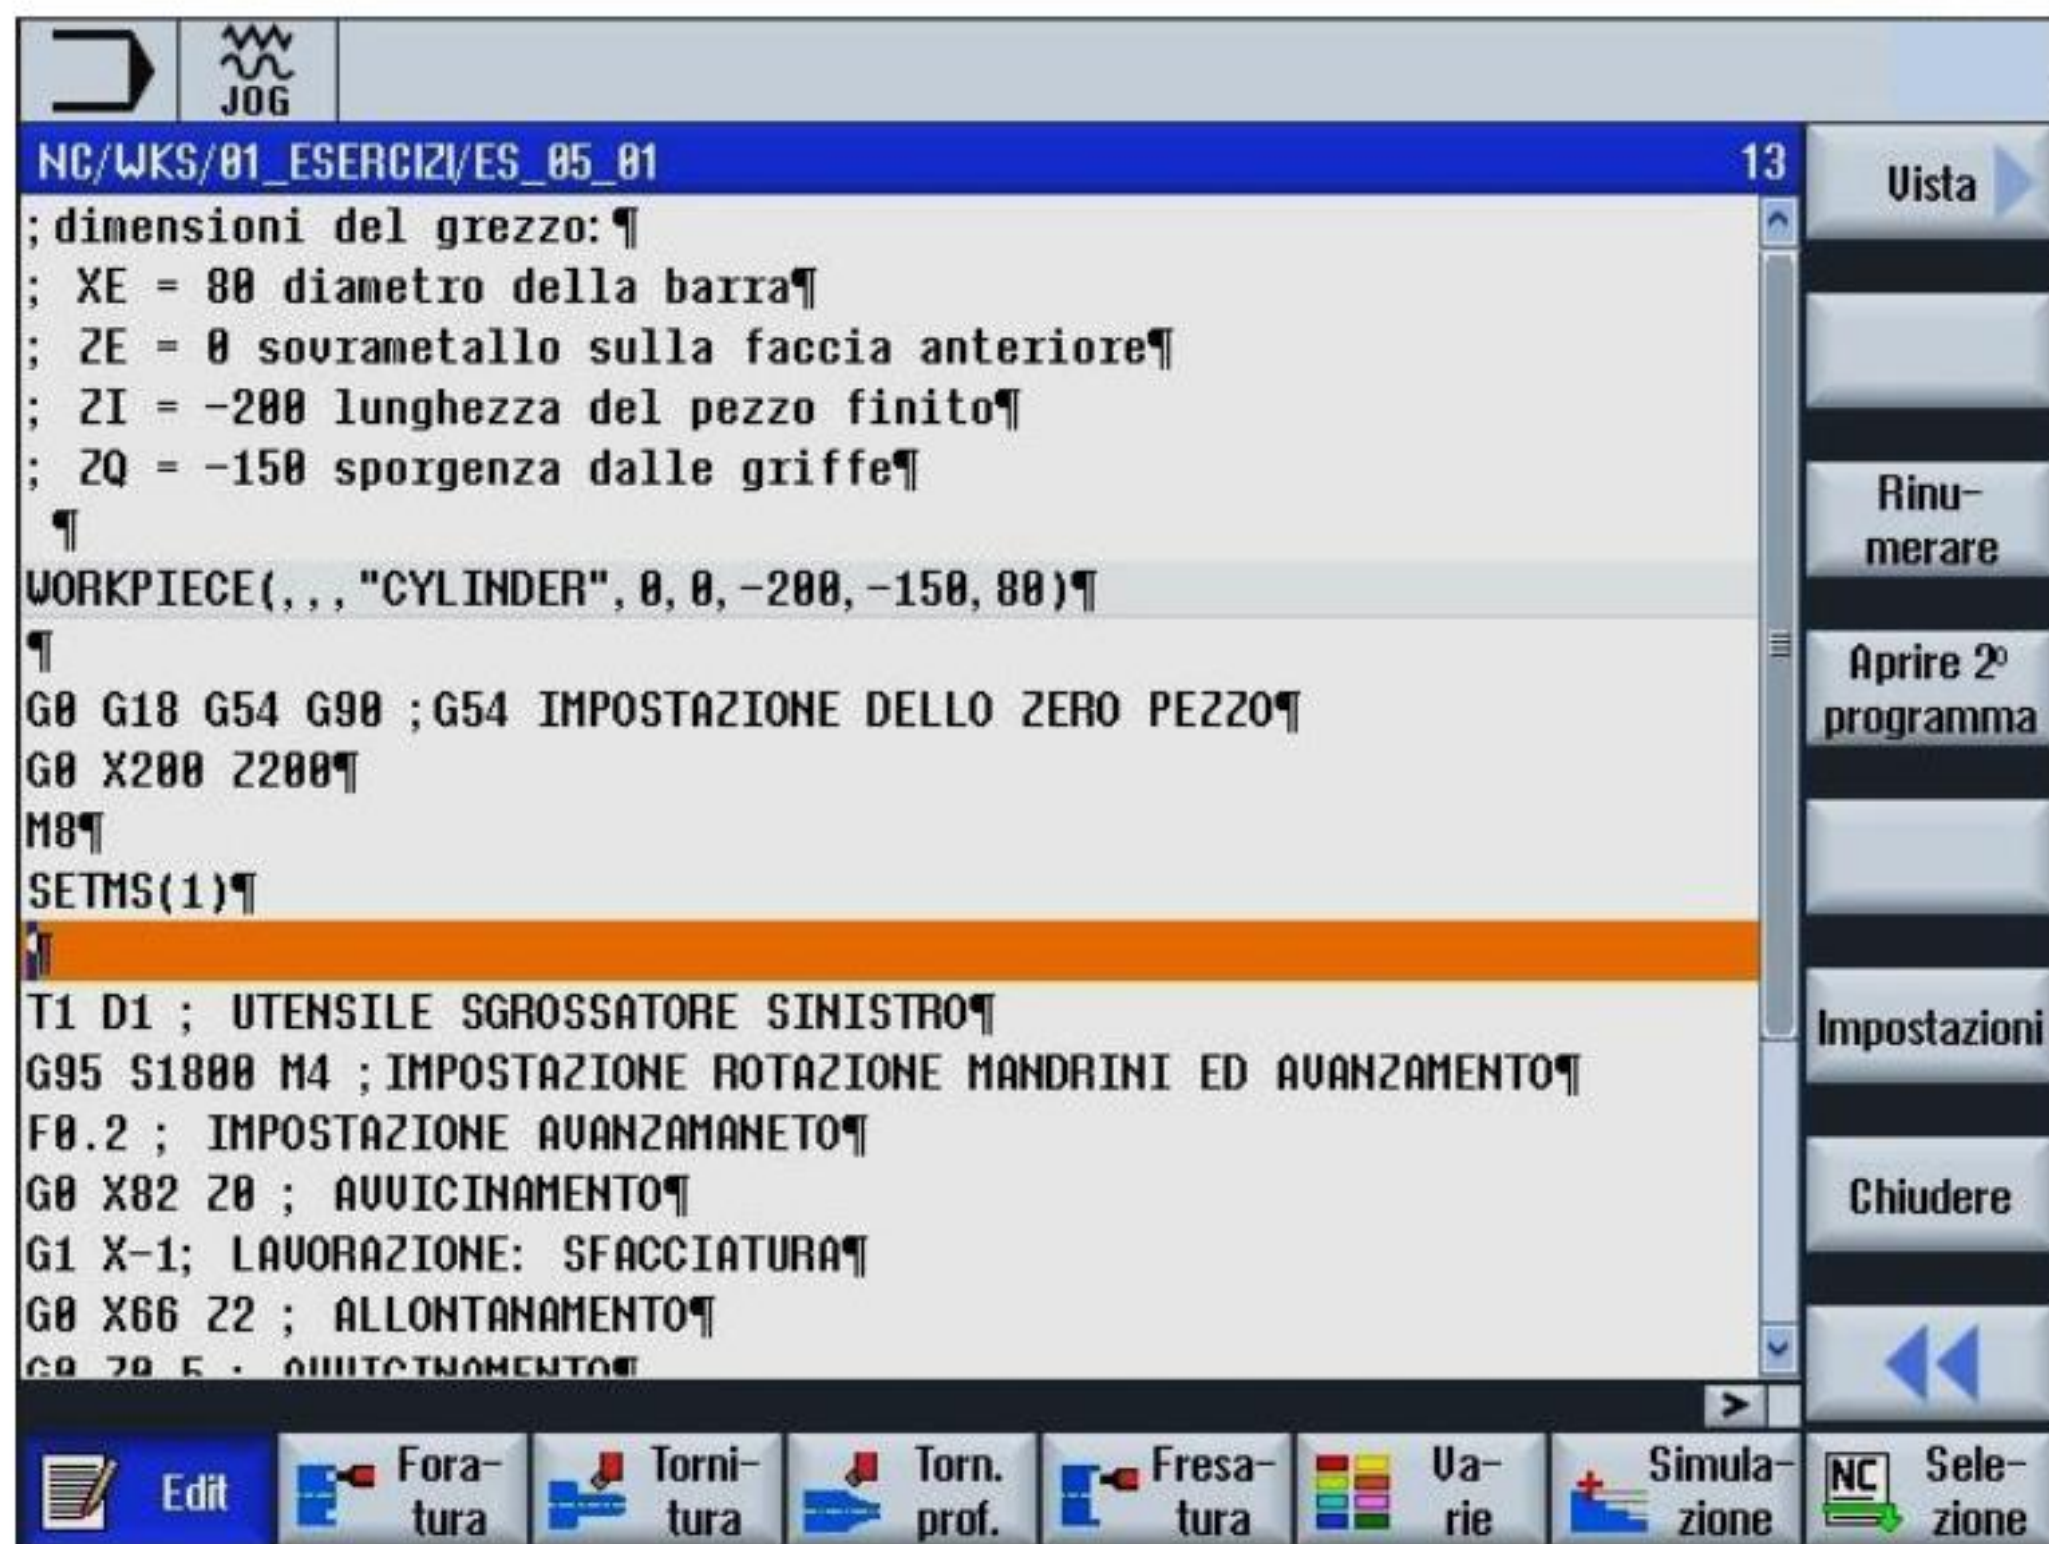 JOG
NC/WKS/01_ESERCIZI/ES_05_01 13
;dimensioni del grezzo:¶
; XE = 80 diametro della barra¶
; ZE = 0 sovrametallo sulla faccia anteriore¶
; ZI = -200 lunghezza del pezzo finito¶
; ZQ = -150 sporgenza dalle griffe¶
¶
WORKPIECE(,,,"CYLINDER",0,0,-200,-150,80)¶
¶
G0 G18 G54 G90 ;G54 IMPOSTAZIONE DELLO ZERO PEZZO¶
G0 X200 Z200¶
M8¶
SETMS(1)¶
¶
T1 D1 ; UTENSILE SGROSSATORE SINISTRO¶
G95 S1800 M4 ;IMPOSTAZIONE ROTAZIONE MANDRINI ED AVANZAMENTO¶
F0.2 ; IMPOSTAZIONE AVANZAMANETO¶
G0 X82 Z0 ; AVVICINAMENTO¶
G1 X-1; LAVORAZIONE: SFACCIATURA¶
G0 X66 Z2 ; ALLONTANAMENTO¶
Vista
Rinu-
merare
Aprire 2º
programma
Impostazioni
Chiudere
>
Edit
Fora-
tura
Torni-
tura
Torn.
prof.
Fresa-
tura
Va-
rie
Simula-
zione
NC
Sele-
zione